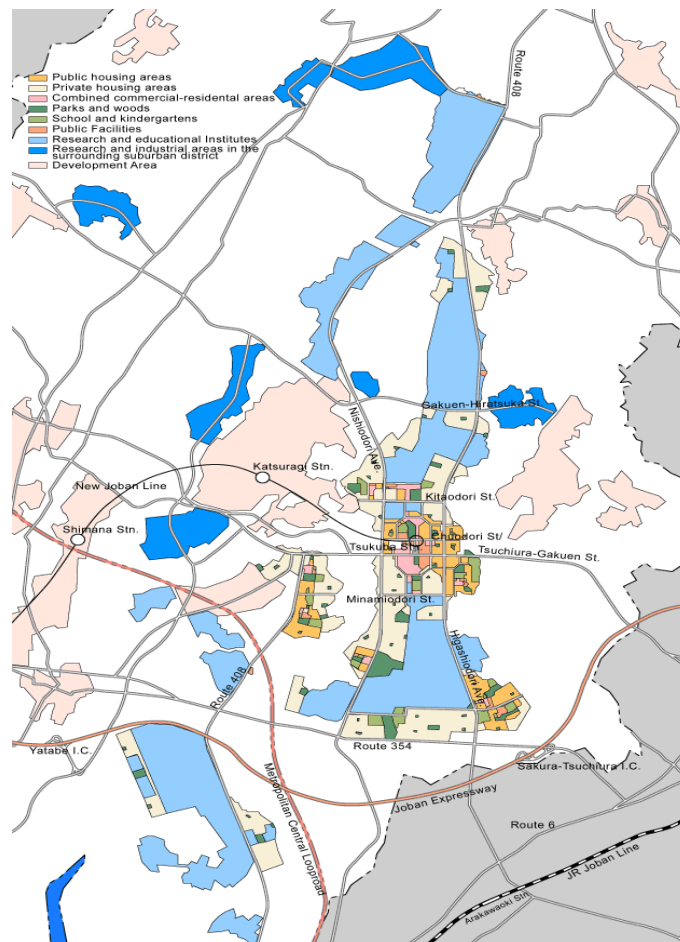 Route 408
Public housing areas
Private housing areas
Combined commercial-residental areas
Parks and woods
School and kindergartens
Public Facilities
Research and educational Institutes
Research and industrial areas in the
surrounding suburban district
Development Area
Gakuen-Hiratsuka St.
Nishiodori Ave.
Katsuragi Stn.
New Joban Line
Kitaodori St.
Shimana Stn.
Chuodori St/
Tsukuba Stn.
Tsuchiura-Gakuen St.
Minamiodori St.
Higashiodori Ave.
Route 408
Route 354
Yatabe I.C.
Sakura-Tsuchiura I.C.
Metropolitan Central Looproad
Joban Expressway
Route 6
JR Joban Line
Arakawaoki Stn.